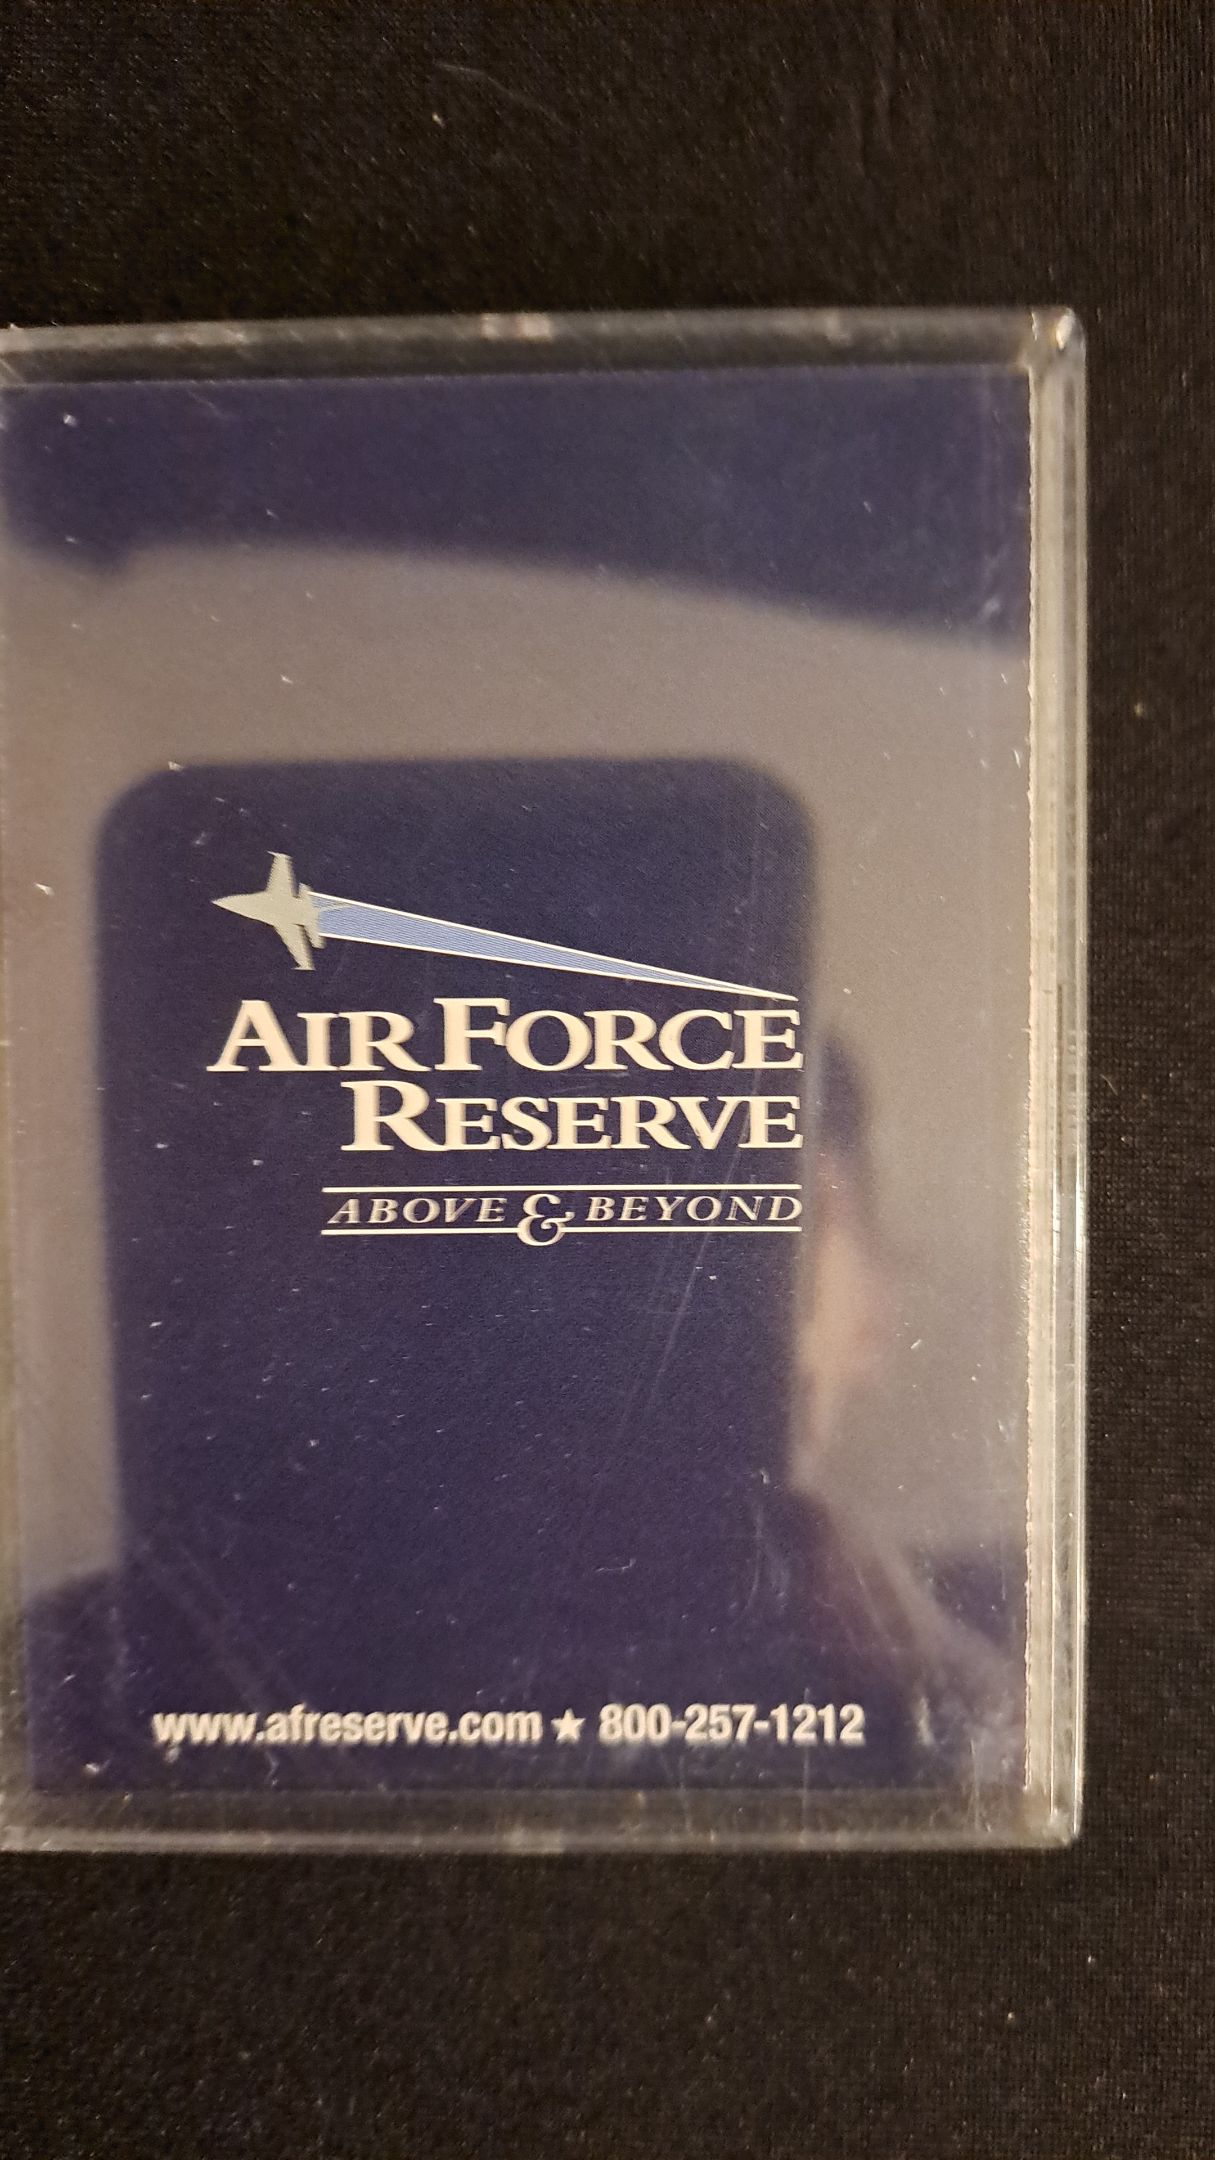 AIR FORCE
RESERVE
ABOVE & BEYOND
www.afreserve.com ★ 800-257-1212